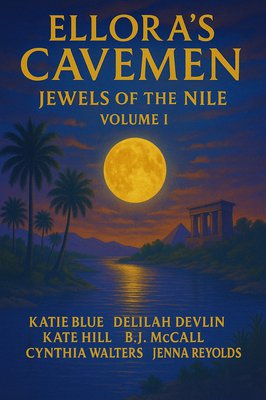 ELLORA'S
CAVEMEN
JEWELS OF THE NILE
VOLUME I
KATIE BLUE DELILAH DEVLIN
KATE HILL B.J. McCALL
CYNTHIA WALTERS JENNA REYOLDS